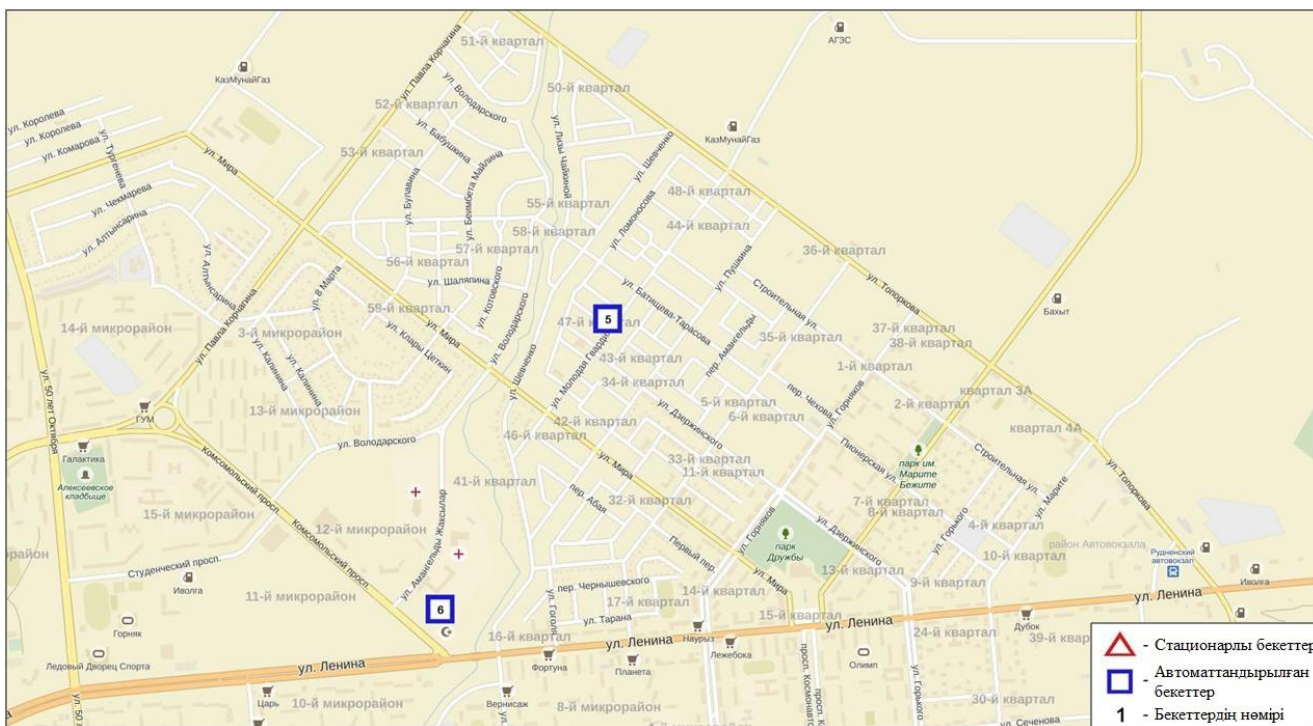 51-й квартал
ул. Павла Корчагина
АГЗС
КазМунайГаз
50-й квартал
52-й квартал
ул. Володарского
ул. Королева
ул. Королева
ул. Комарова
ул. Тургенева
ул. Мира
ул. Бабушкина
53-й квартал
ул. Лизы Чайкиной
ул. Шевченко
КазМунайГаз
ул. Чекмарева
ул. Алтынсарина
ул. Булавина
ул. Беимбета Майлина
48-й квартал
55-й квартал
ул. Ломоносова
44-й квартал
58-й квартал
57-й квартал
36-й квартал
56-й квартал
ул. Алтынсарина
ул. 8 Марта
ул. Шаляпина
ул. Котовского
ул. Пушкина
ул. Топоркова
Строительная ул.
ул. Батищева-Тарасова
Бахыт
59-й квартал
ул. Володарского
47-й квартал
5
14-й микрорайон
3-й микрорайон
ул. Павла Корчагина
ул. Мира
ул. Клары Цеткин
35-й квартал
37-й квартал
38-й квартал
43-й квартал
пер. Амангельды
1-й квартал
ул. Калинина
ул. Калинина
ул. Шевченко
ул. Молодая Гвардия
34-й квартал
ул. 50 лет Октября
квартал 3А
5-й квартал
пер. Чехова
ул. Горняков
2-й квартал
ГУМ
13-й микрорайон
ул. Дзержинского
6-й квартал
42-й квартал
квартал 4А
ул. Володарского
46-й квартал
ул. Мира
33-й квартал
11-й квартал
Пионерская ул.
парк им.
Марите
Бежите
Строительная ул.
ул. Топоркова
Галактика
Алексеевское
кладбище
Комсомольский просп.
41-й квартал
пер. Абая
32-й квартал
7-й квартал
8-й квартал
ул. Марите
15-й микрорайон
12-й микрорайон
ул. Амангельды Жаксылар
ул. Горняков
ул. Дзержинского
ул. Горького
4-й квартал
10-й квартал
район Автовокзала
Комсомольский просп.
Первый пер.
парк
Дружбы
Рудненский
автовокзал
Студенческий просп.
Иволга
11-й микрорайон
пер. Чернышевского
ул. Мира
13-й квартал
9-й квартал
Иволга
6
ул. Гоголя
17-й квартал
14-й квартал
ул. Тарана
15-й квартал
ул. Ленина
Горняк
16-й квартал
ул. Ленина
Наурыз
Дубок
24-й квартал
39-й квартал
Ледовый Дворец Спорта
ул. Ленина
Фортуна
Лежебока
Планета
Олимп
Царь
10-й микрорайон
Вернисаж
8-й микрорайон
ул. Горького
30-й квартал
ул. Сеченова
- Стационарлы бекеттер
- Автоматтандырылған
бекеттер
1 - Бекеттердің нөмірі